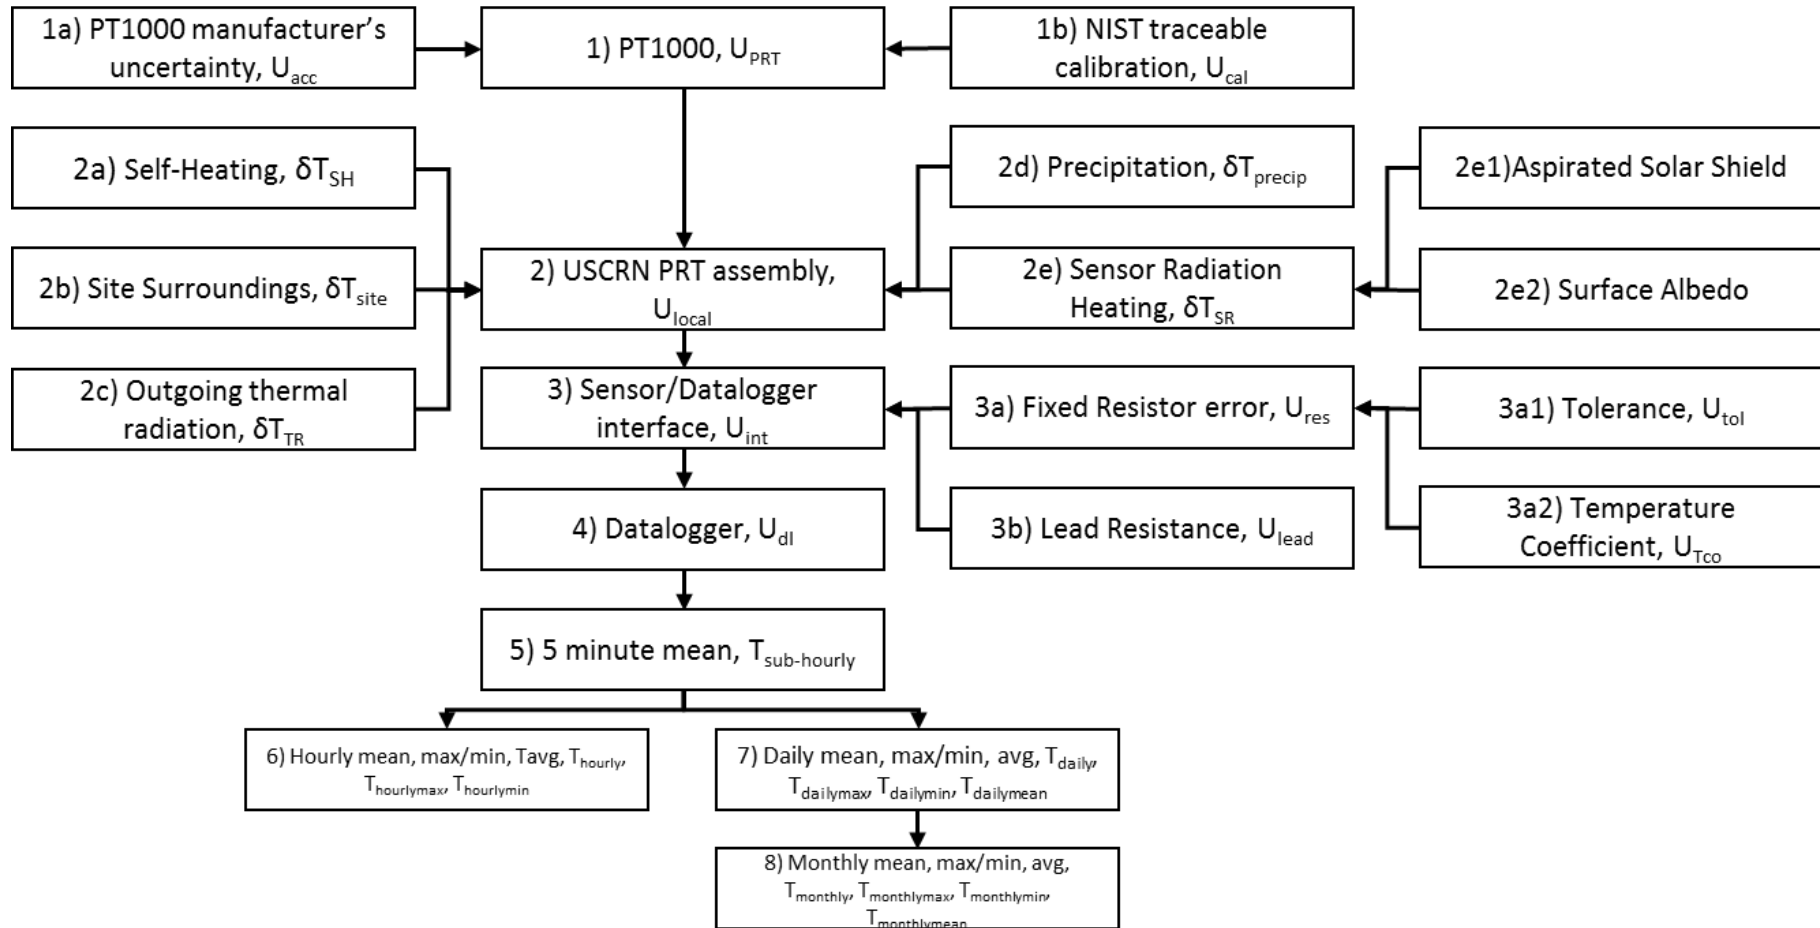 1a) PT1000 manufacturer’s
uncertainty, Uacc
1) PT1000, UPRT
1b) NIST traceable
calibration, Ucal
2a) Self-Heating, δTSH
2d) Precipitation, δTprecip
2e1)Aspirated Solar Shield
2b) Site Surroundings, δTsite
2) USCRN PRT assembly,
Ulocal
2e) Sensor Radiation
Heating, δTSR
2e2) Surface Albedo
2c) Outgoing thermal
radiation, δTTR
3) Sensor/Datalogger
interface, Uint
3a) Fixed Resistor error, Ures
3a1) Tolerance, Utol
4) Datalogger, Udl
3b) Lead Resistance, Ulead
3a2) Temperature
Coefficient, UTco
5) 5 minute mean, Tsub-hourly
6) Hourly mean, max/min, Tavg, Thourly,
Thourlymax, Thourlymin
7) Daily mean, max/min, avg, Tdaily,
Tdailymax, Tdailymin, Tdailymean
8) Monthly mean, max/min, avg,
Tmonthly, Tmonthlymax, Tmonthlymin,
Tmonthlymean